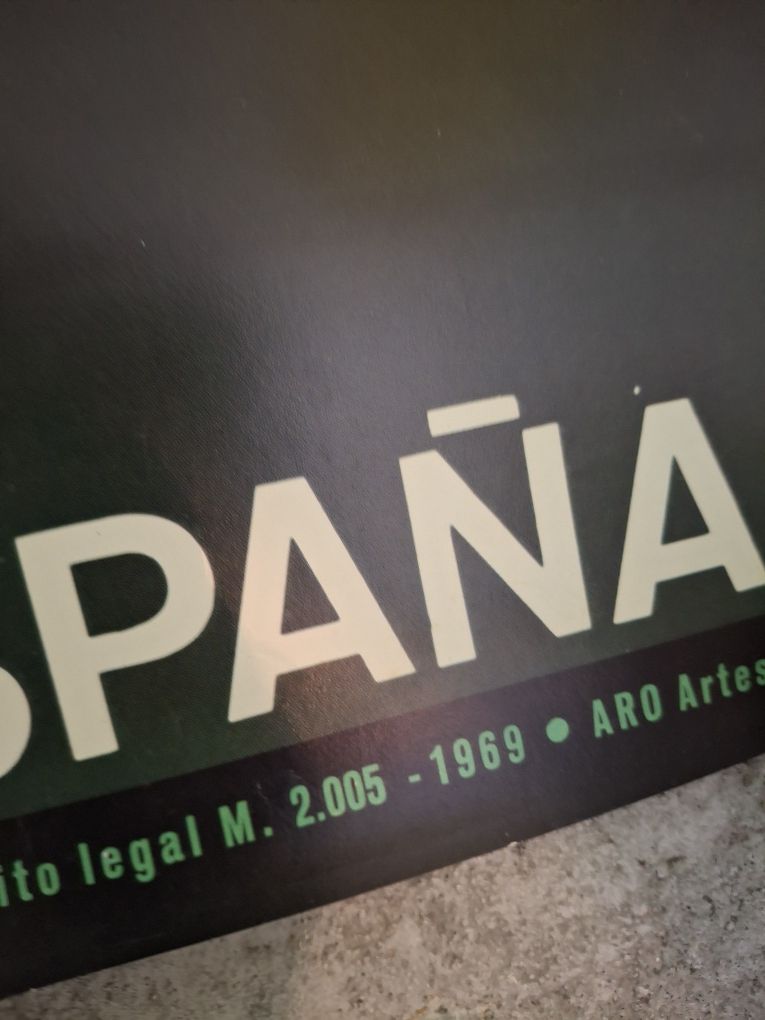 SPAÑA
ito legal M. 2.005 - 1969 ● ARO Artes